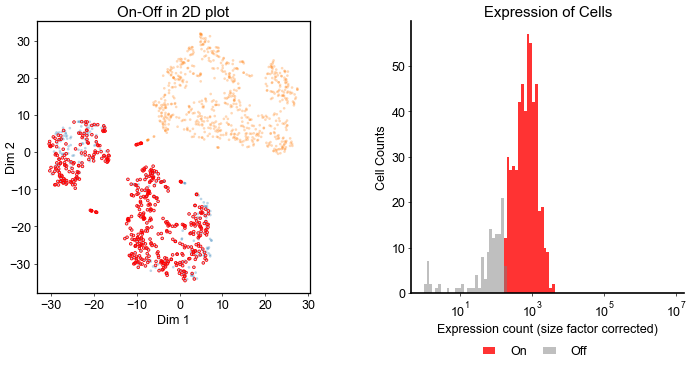 On-Off in 2D plot
30
20
10
0
−10
−20
−30
Dim 2
−30 −20 −10 0 10 20 30
Dim 1
Expression of Cells
50
40
30
20
10
0
Cell Counts
10^1 10^3 10^5 10^7
Expression count (size factor corrected)
On Off